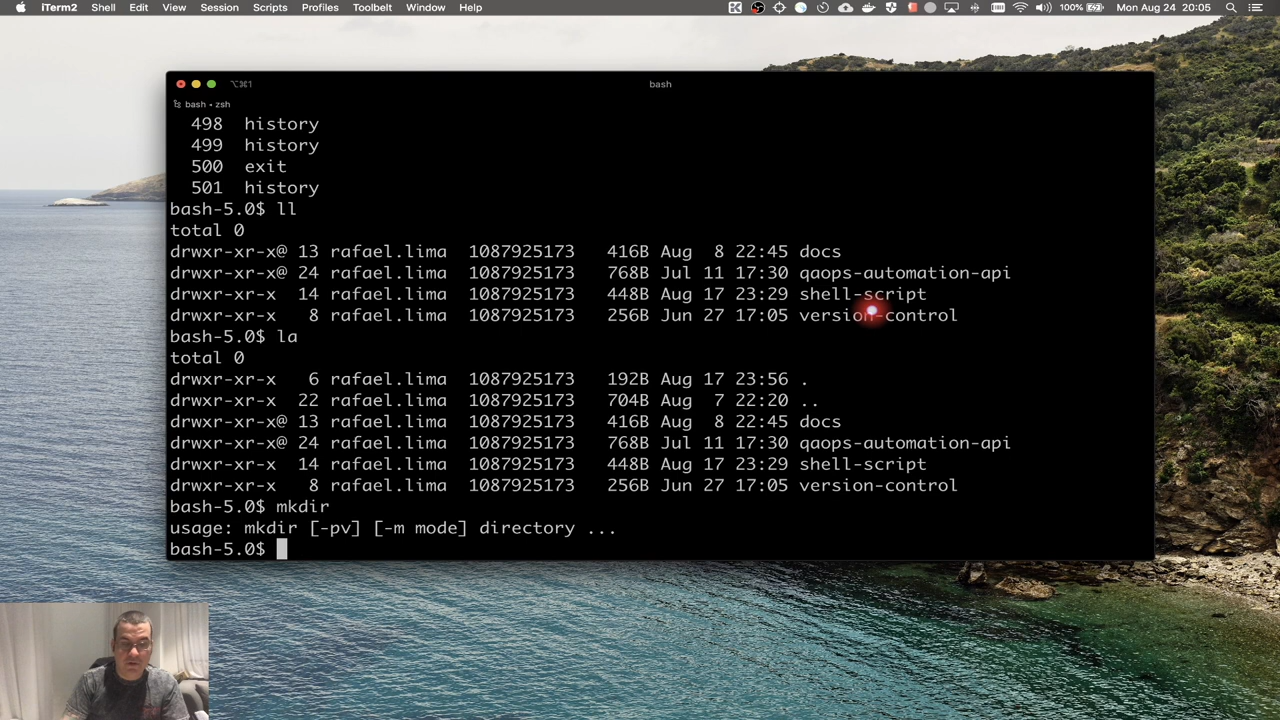 iTerm2 Shell Edit View Session Scripts Profiles Toolbelt Window Help 100% Mon Aug 24 20:05
⌥⌘1 bash
bash • zsh
498 history
499 history
500 exit
501 history
bash-5.0$ ll
total 0
drwxr-xr-x@ 13 rafael.lima 1087925173 416B Aug 8 22:45 docs
drwxr-xr-x@ 24 rafael.lima 1087925173 768B Jul 11 17:30 qaops-automation-api
drwxr-xr-x 14 rafael.lima 1087925173 448B Aug 17 23:29 shell-script
drwxr-xr-x 8 rafael.lima 1087925173 256B Jun 27 17:05 version-control
bash-5.0$ la
total 0
drwxr-xr-x 6 rafael.lima 1087925173 192B Aug 17 23:56 .
drwxr-xr-x 22 rafael.lima 1087925173 704B Aug 7 22:20 ..
drwxr-xr-x@ 13 rafael.lima 1087925173 416B Aug 8 22:45 docs
drwxr-xr-x@ 24 rafael.lima 1087925173 768B Jul 11 17:30 qaops-automation-api
drwxr-xr-x 14 rafael.lima 1087925173 448B Aug 17 23:29 shell-script
drwxr-xr-x 8 rafael.lima 1087925173 256B Jun 27 17:05 version-control
bash-5.0$ mkdir
usage: mkdir [-pv] [-m mode] directory ...
bash-5.0$